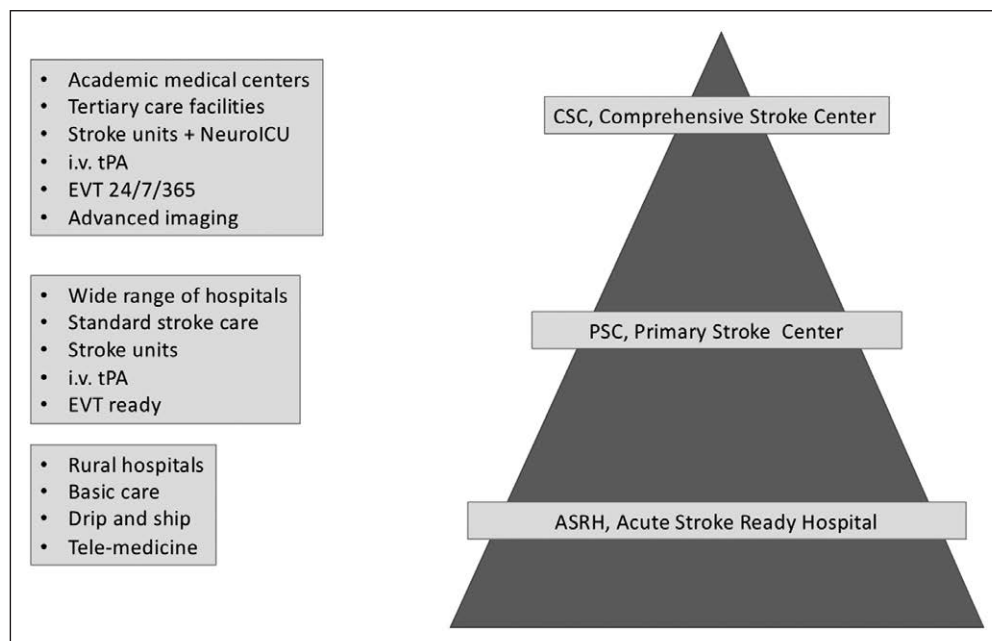 • Academic medical centers
• Tertiary care facilities
• Stroke units + NeuroICU
• i.v. tPA
• EVT 24/7/365
• Advanced imaging
CSC, Comprehensive Stroke Center
• Wide range of hospitals
• Standard stroke care
• Stroke units
• i.v. tPA
• EVT ready
PSC, Primary Stroke Center
• Rural hospitals
• Basic care
• Drip and ship
• Tele-medicine
ASRH, Acute Stroke Ready Hospital